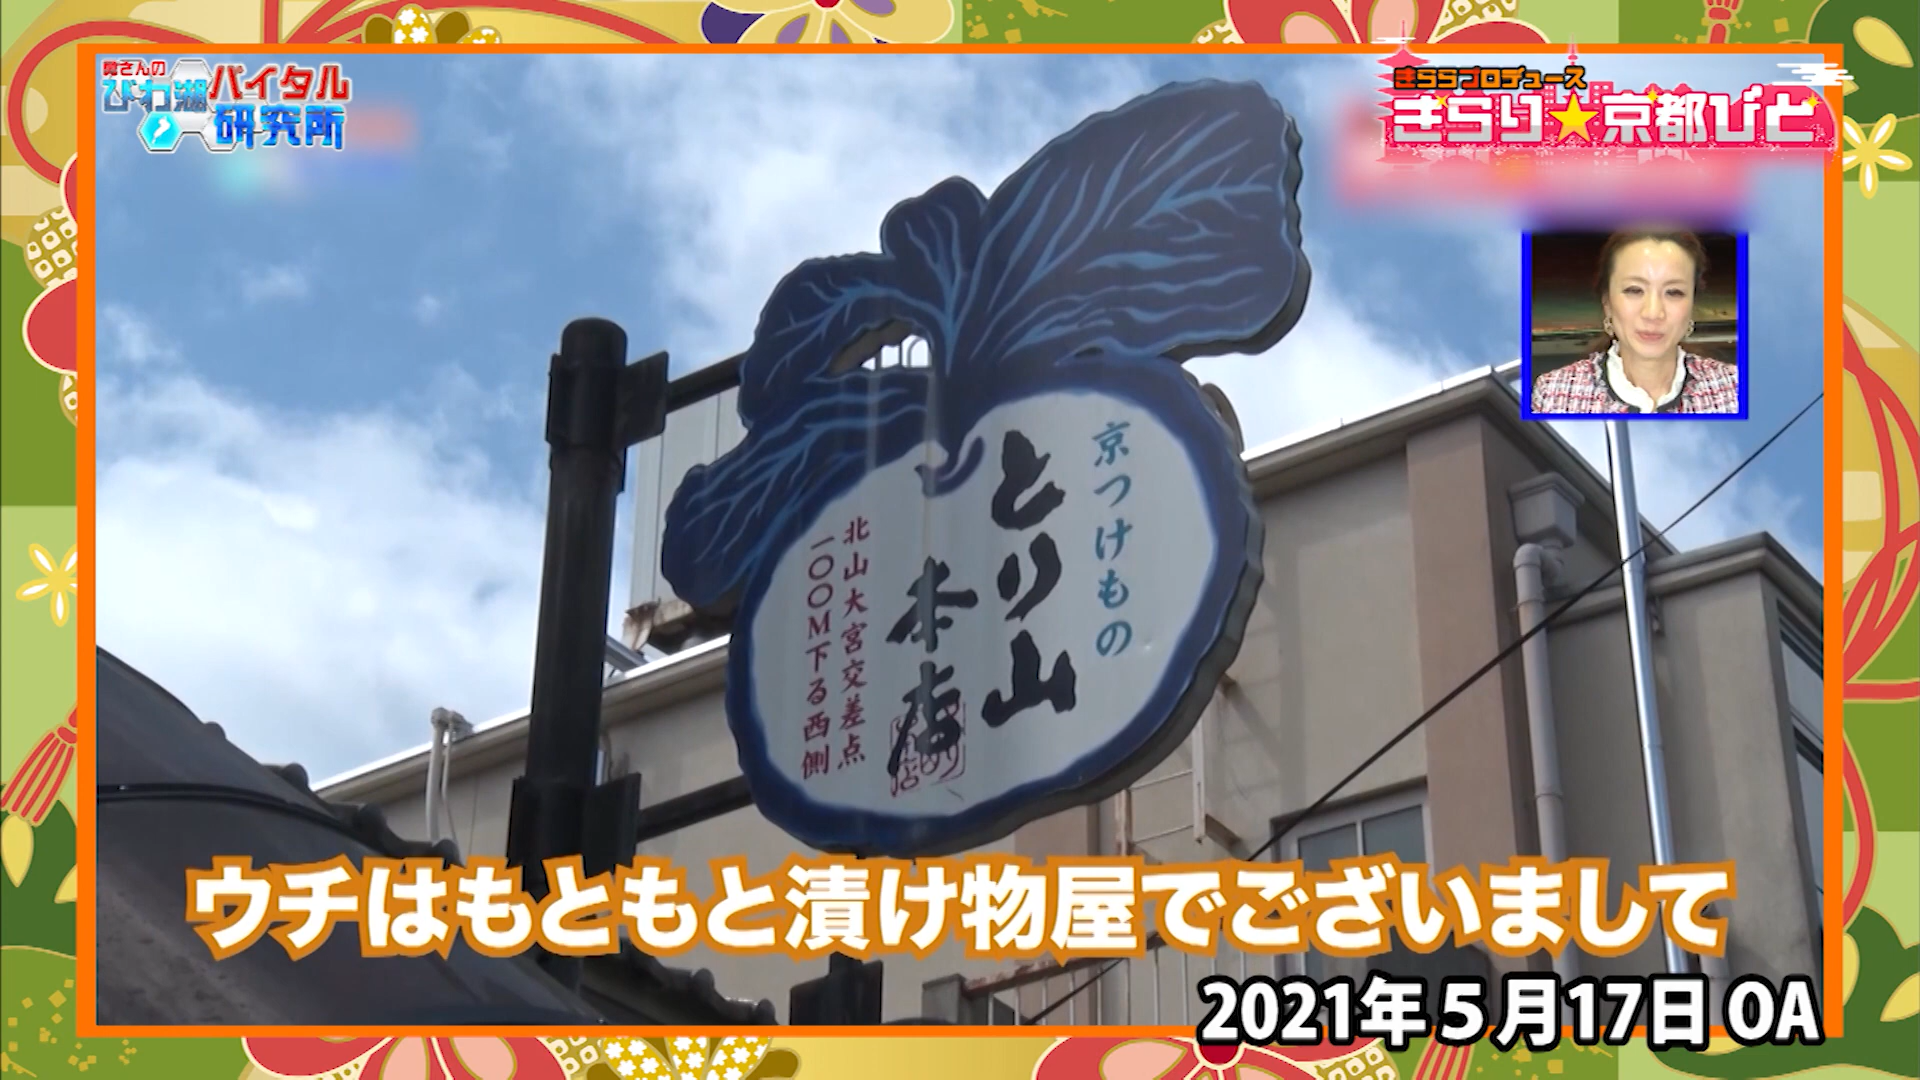 覚さんの
びわ湖バイタル
研究所
きららプロデュース
きらり★京都びと
京つけもの
とり山
本店
北山大宮交差点
一〇〇M下る西側
ウチはもともと漬け物屋でございまして
2021年5月17日 OA